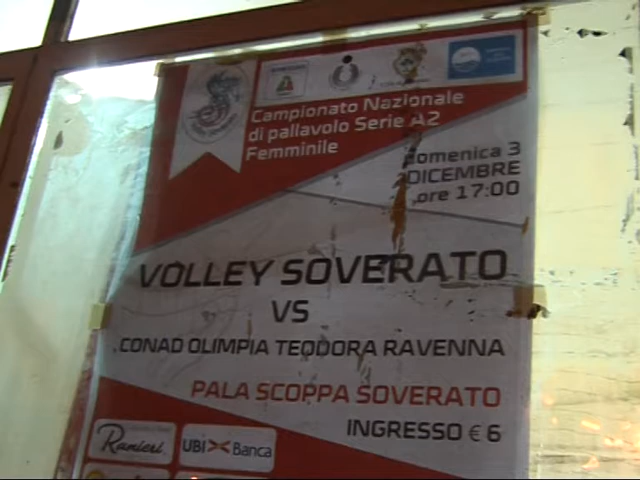 Campionato Nazionale
di pallavolo Serie A2
Femminile
domenica 3
DICEMBRE
ore 17:00
VOLLEY SOVERATO
VS
CONAD OLIMPIA TEODORA RAVENNA
PALA SCOPPA SOVERATO
INGRESSO € 6
Ranieri
UBI Banca